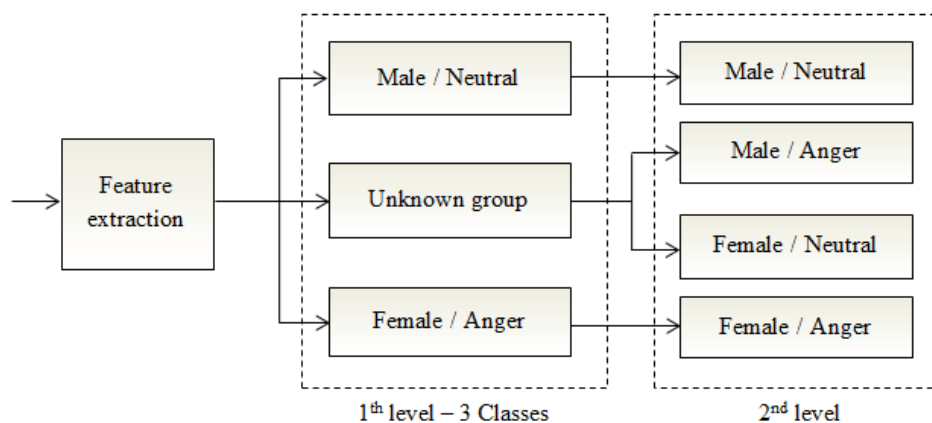 Feature
extraction
Male / Neutral
Unknown group
Female / Anger
1th level – 3 Classes
Male / Neutral
Male / Anger
Female / Neutral
Female / Anger
2nd level